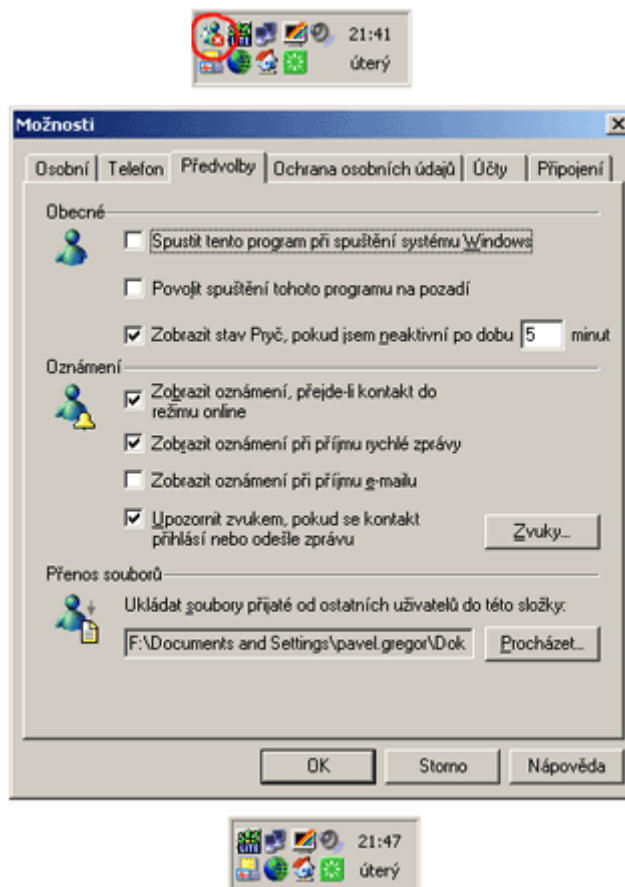 21:41
úterý
Možnosti
Osobní Telefon Předvolby Ochrana osobních údajů Účty Připojení
Obecné
Spustit tento program při spuštění systému Windows
Povolit spuštění tohoto programu na pozadí
Zobrazit stav Pryč, pokud jsem neaktivní po dobu 5 minut
Oznámení
Zobrazit oznámení, přejde-li kontakt do
režimu online
Zobrazit oznámení při příjmu rychlé zprávy
Zobrazit oznámení při příjmu e-mailu
Upozornit zvukem, pokud se kontakt
přihlásí nebo odešle zprávu
Zvuky...
Přenos souborů
Ukládat soubory přijaté od ostatních uživatelů do této složky:
F:\Documents and Settings\pavel.gregor\Dok
Procházet...
OK Storno Nápověda
21:47
úterý